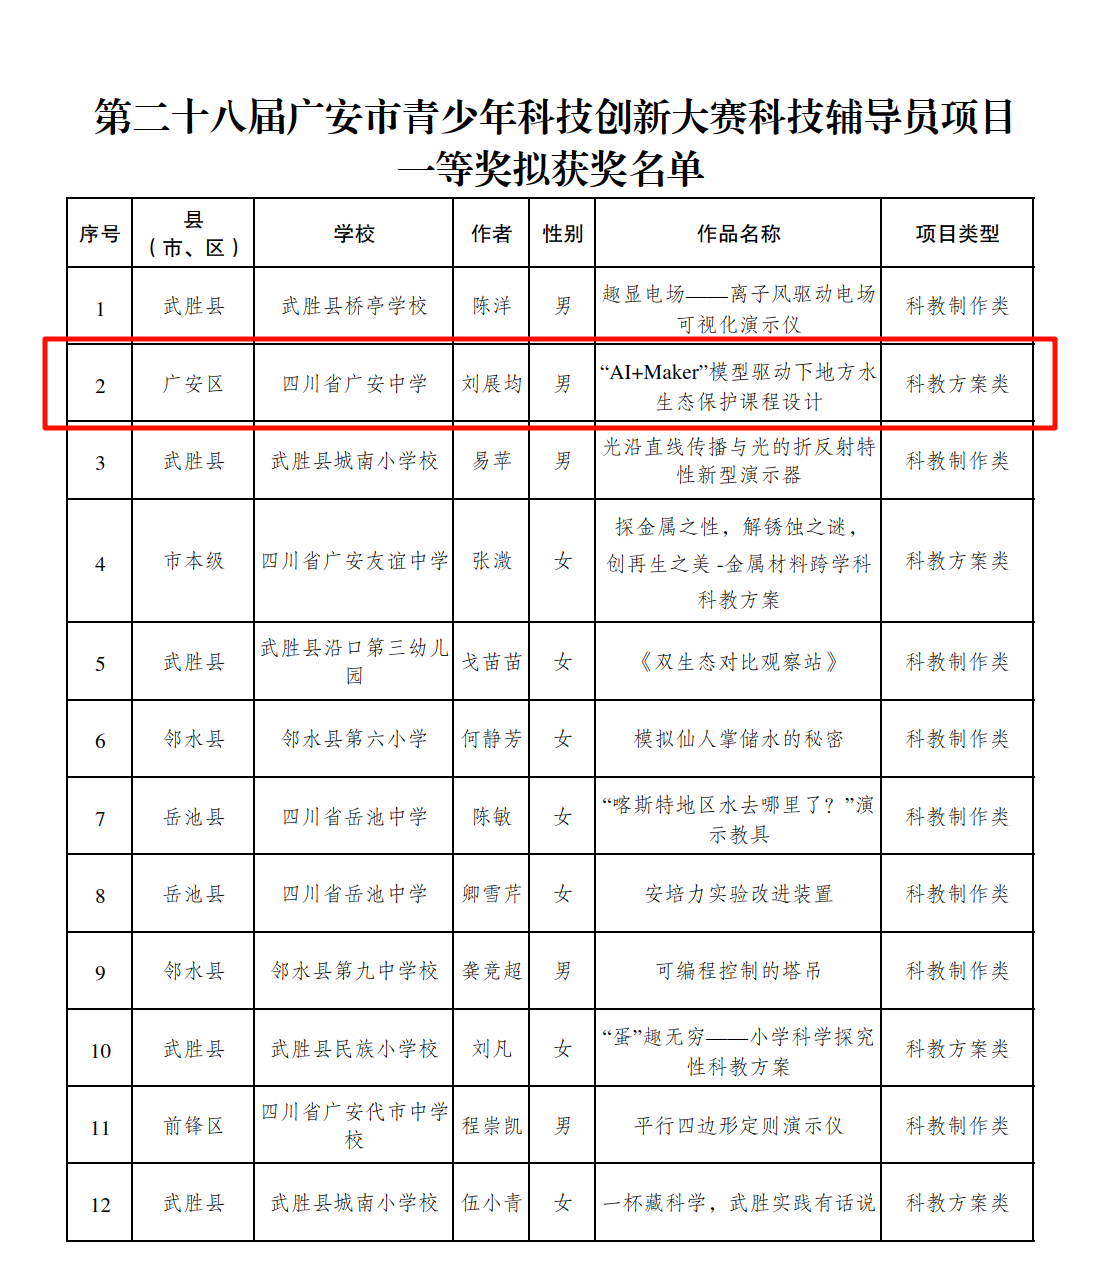 第二十八届广安市青少年科技创新大赛科技辅导员项目
一等奖拟获奖名单
序号 县（市、区） 学校 作者 性别 作品名称 项目类型
1 武胜县 武胜县桥亭学校 陈洋 男 趣显电场——离子风驱动电场可视化演示仪 科教制作类
2 广安区 四川省广安中学 刘展均 男 “AI+Maker”模型驱动下地方水生态保护课程设计 科教方案类
3 武胜县 武胜县城南小学校 易苹 男 光沿直线传播与光的折反射特性新型演示器 科教制作类
4 市本级 四川省广安友谊中学 张溦 女 探金属之性，解锈蚀之谜，创再生之美 -金属材料跨学科科教方案 科教方案类
5 武胜县 武胜县沿口第三幼儿园 戈苗苗 女 《双生态对比观察站》 科教制作类
6 邻水县 邻水县第六小学 何静芳 女 模拟仙人掌储水的秘密 科教制作类
7 岳池县 四川省岳池中学 陈敏 女 “喀斯特地区水去哪里了？”演示教具 科教制作类
8 岳池县 四川省岳池中学 卿雪芹 女 安培力实验改进装置 科教制作类
9 邻水县 邻水县第九中学校 龚竞超 男 可编程控制的塔吊 科教制作类
10 武胜县 武胜县民族小学校 刘凡 女 “蛋”趣无穷——小学科学探究性科教方案 科教方案类
11 前锋区 四川省广安代市中学校 程崇凯 男 平行四边形定则演示仪 科教制作类
12 武胜县 武胜县城南小学校 伍小青 女 一杯藏科学，武胜实践有话说 科教方案类